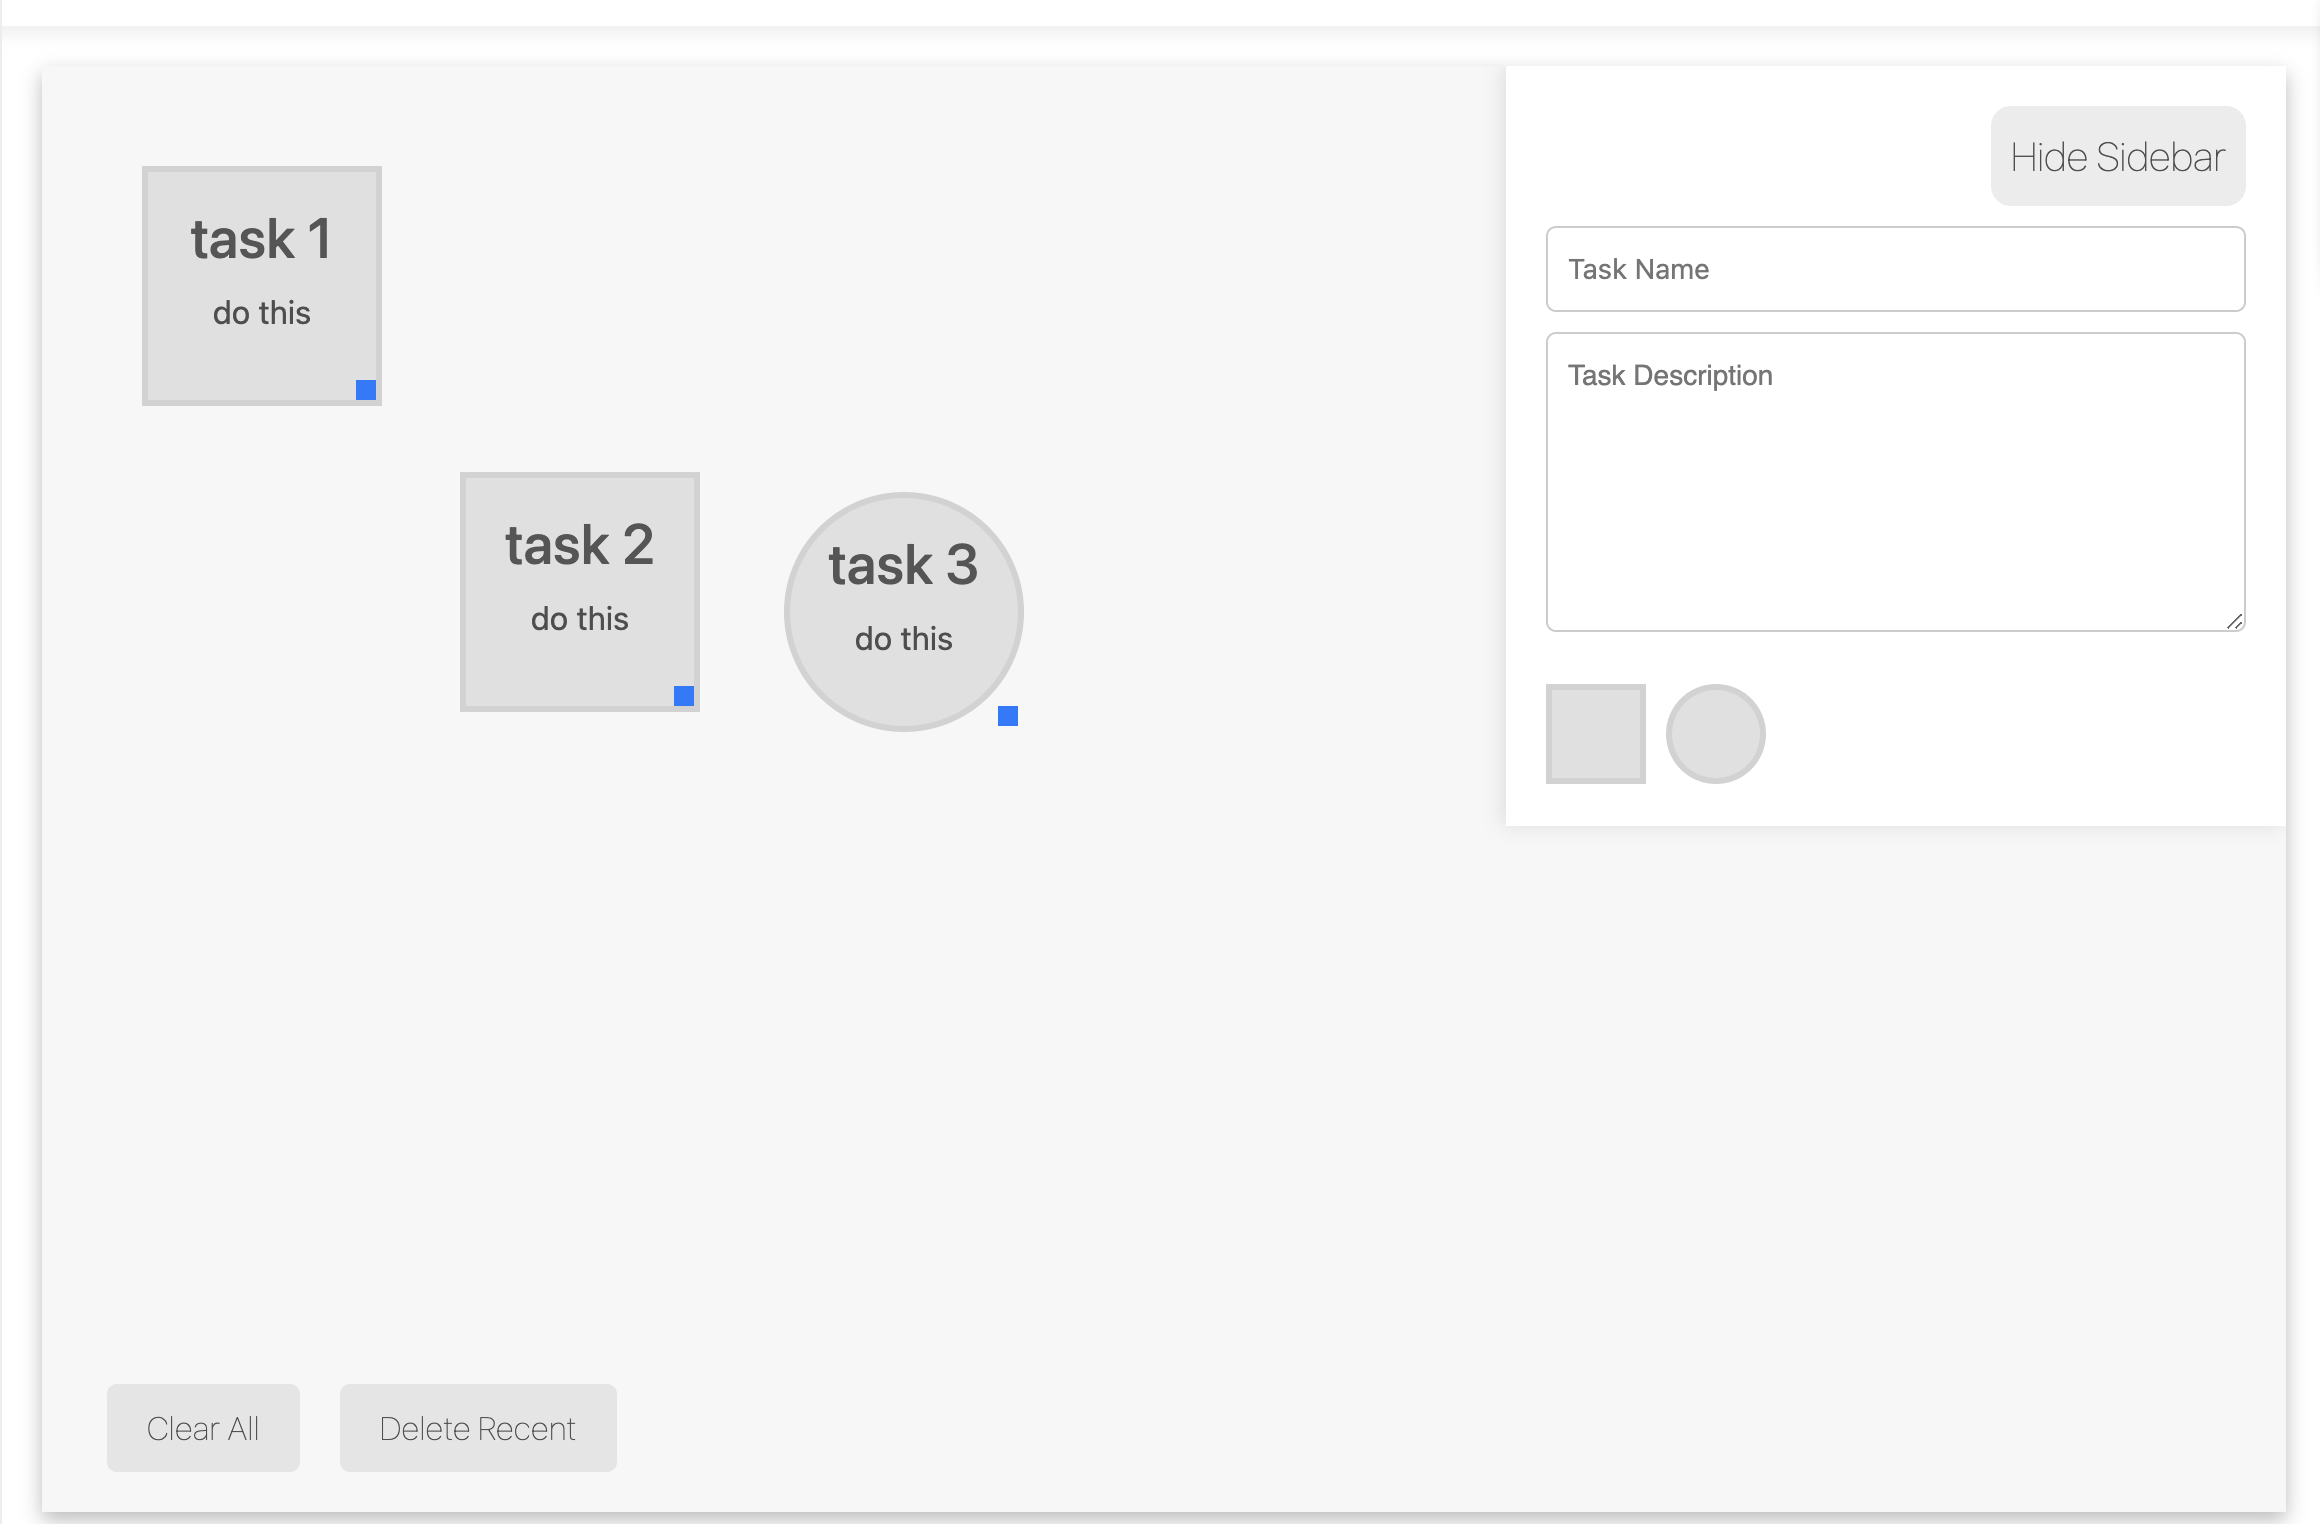 Hide Sidebar
task 1
do this
Task Name
Task Description
task 2
do this
task 3
do this
Clear All
Delete Recent